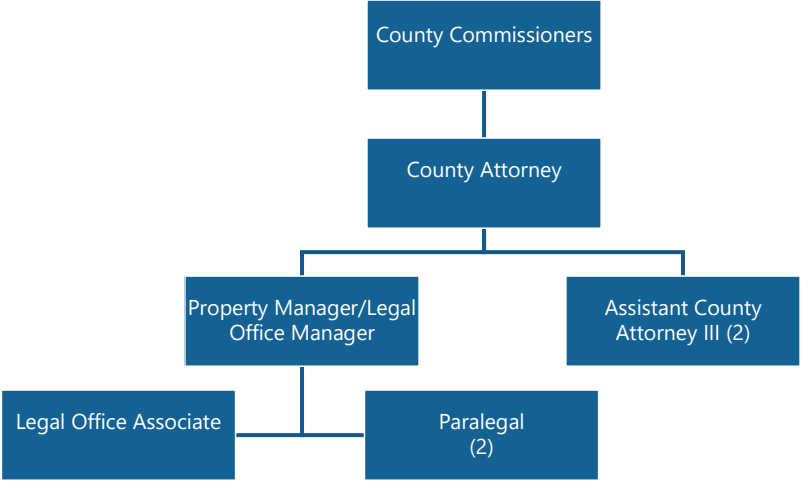 County Commissioners
County Attorney
Property Manager/Legal
Office Manager
Assistant County
Attorney III (2)
Legal Office Associate
Paralegal
(2)